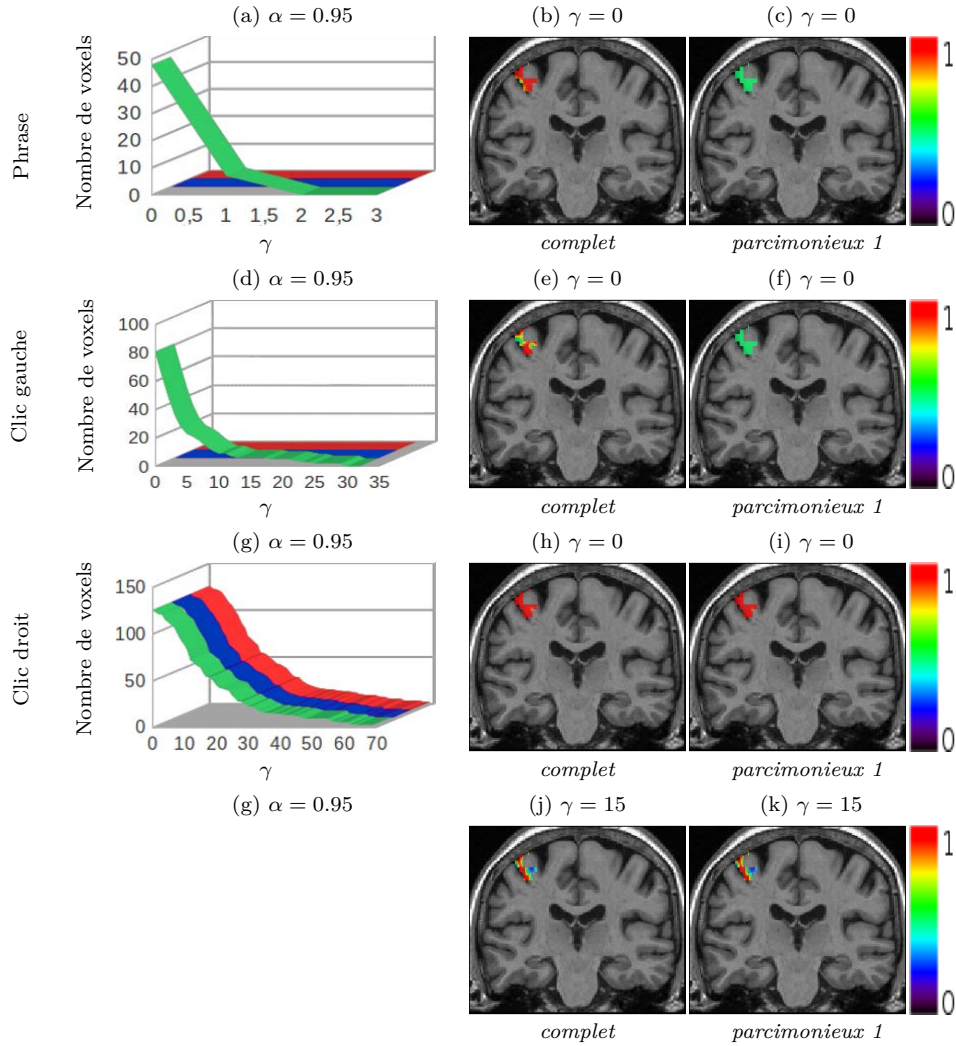 (a) α = 0.95
(b) γ = 0
(c) γ = 0
Phrase
Nombre de voxels
50
40
30
20
10
0
0 0,5 1 1,5 2 2,5 3
γ
complet
parcimonieux 1
1
0
(d) α = 0.95
(e) γ = 0
(f) γ = 0
Clic gauche
Nombre de voxels
100
80
60
40
20
0
0 5 10 15 20 25 30 35
γ
complet
parcimonieux 1
1
0
(g) α = 0.95
(h) γ = 0
(i) γ = 0
Clic droit
Nombre de voxels
150
100
50
0
0 10 20 30 40 50 60 70
γ
complet
parcimonieux 1
1
0
(g) α = 0.95
(j) γ = 15
(k) γ = 15
complet
parcimonieux 1
1
0